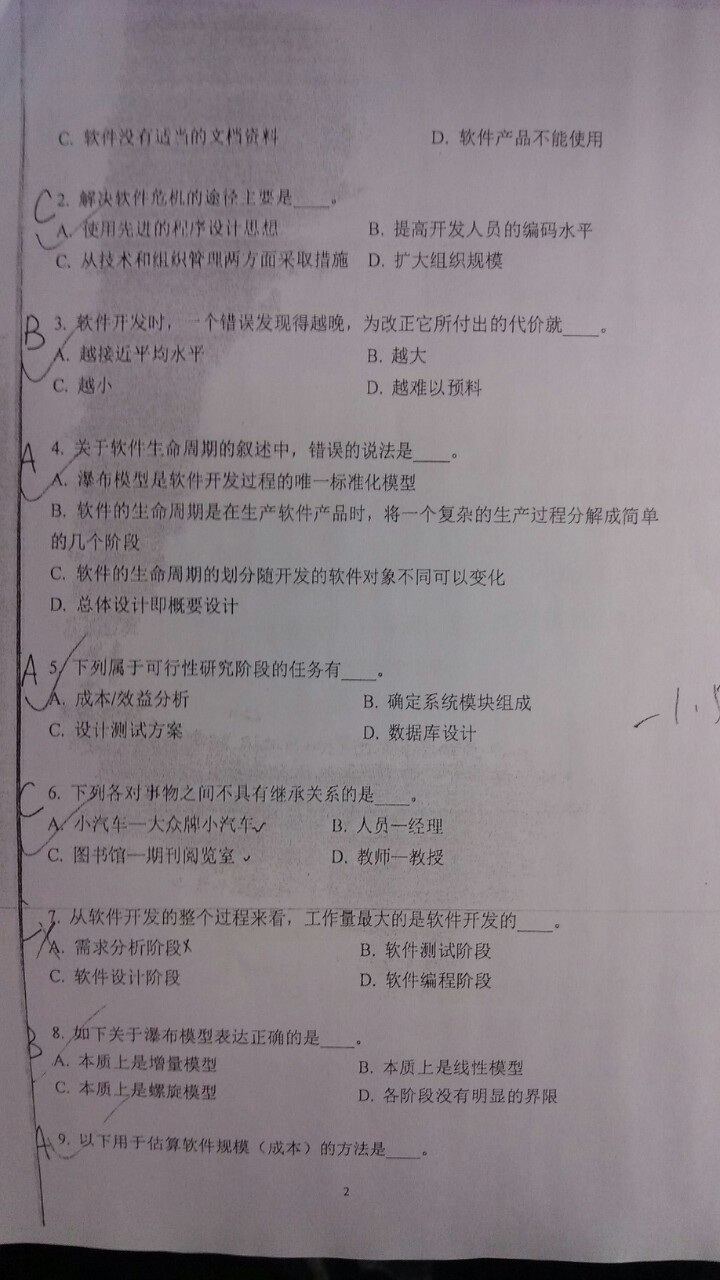 C. 软件没有适当的文档资料 D. 软件产品不能使用
C 2. 解决软件危机的途径主要是____。
A. 使用先进的程序设计思想 B. 提高开发人员的编码水平
C. 从技术和组织管理两方面采取措施 D. 扩大组织规模
B 3. 软件开发时，一个错误发现得越晚，为改正它所付出的代价就____。
A. 越接近平均水平 B. 越大
C. 越小 D. 越难以预料
A 4. 关于软件生命周期的叙述中，错误的说法是____。
A. 瀑布模型是软件开发过程的唯一标准化模型
B. 软件的生命周期是在生产软件产品时，将一个复杂的生产过程分解成简单
的几个阶段
C. 软件的生命周期的划分随开发的软件对象不同可以变化
D. 总体设计即概要设计
A 5. 下列属于可行性研究阶段的任务有____。
A. 成本/效益分析 B. 确定系统模块组成
C. 设计测试方案 D. 数据库设计
C 6. 下列各对事物之间不具有继承关系的是____。
A. 小汽车—大众牌小汽车 B. 人员—经理
C. 图书馆—期刊阅览室 D. 教师—教授
7. 从软件开发的整个过程来看，工作量最大的是软件开发的____。
A. 需求分析阶段 B. 软件测试阶段
C. 软件设计阶段 D. 软件编程阶段
B 8. 如下关于瀑布模型表达正确的是____。
A. 本质上是增量模型 B. 本质上是线性模型
C. 本质上是螺旋模型 D. 各阶段没有明显的界限
A 9. 以下用于估算软件规模（成本）的方法是____。
2